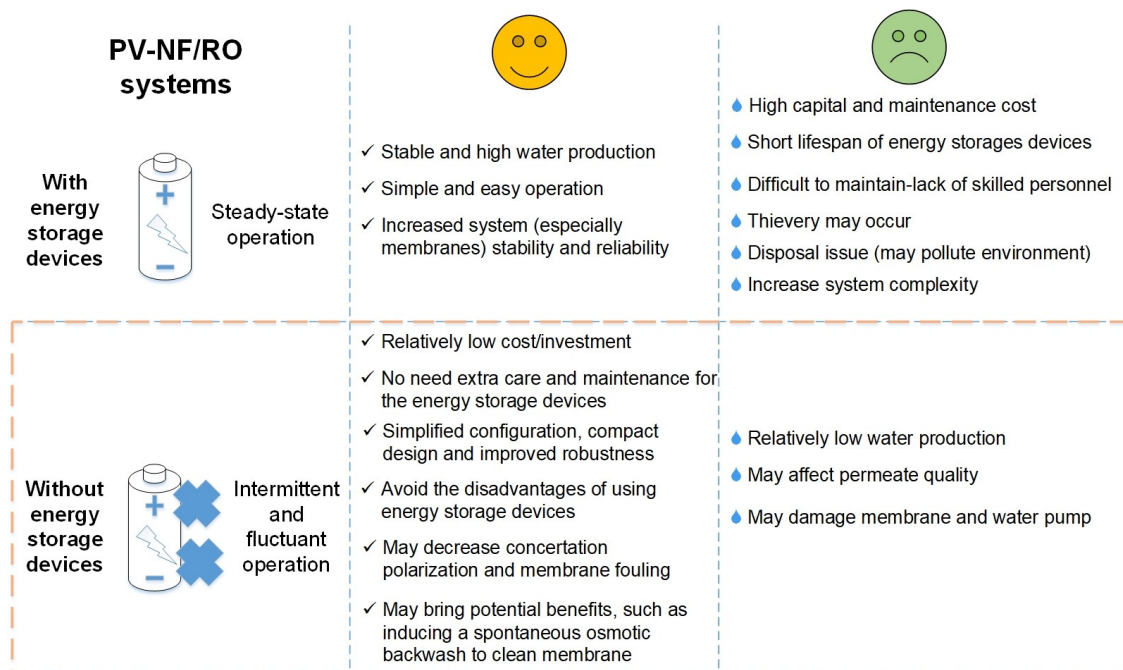 PV-NF/RO
systems
With
energy
storage
devices
+
−
Steady-state
operation
✓ Stable and high water production
✓ Simple and easy operation
✓ Increased system (especially
membranes) stability and reliability
High capital and maintenance cost
Short lifespan of energy storages devices
Difficult to maintain-lack of skilled personnel
Thievery may occur
Disposal issue (may pollute environment)
Increase system complexity
Without
energy
storage
devices
+
−
Intermittent
and
fluctuant
operation
✓ Relatively low cost/investment
✓ No need extra care and maintenance for
the energy storage devices
✓ Simplified configuration, compact
design and improved robustness
✓ Avoid the disadvantages of using
energy storage devices
✓ May decrease concertation
polarization and membrane fouling
✓ May bring potential benefits, such as
inducing a spontaneous osmotic
backwash to clean membrane
Relatively low water production
May affect permeate quality
May damage membrane and water pump